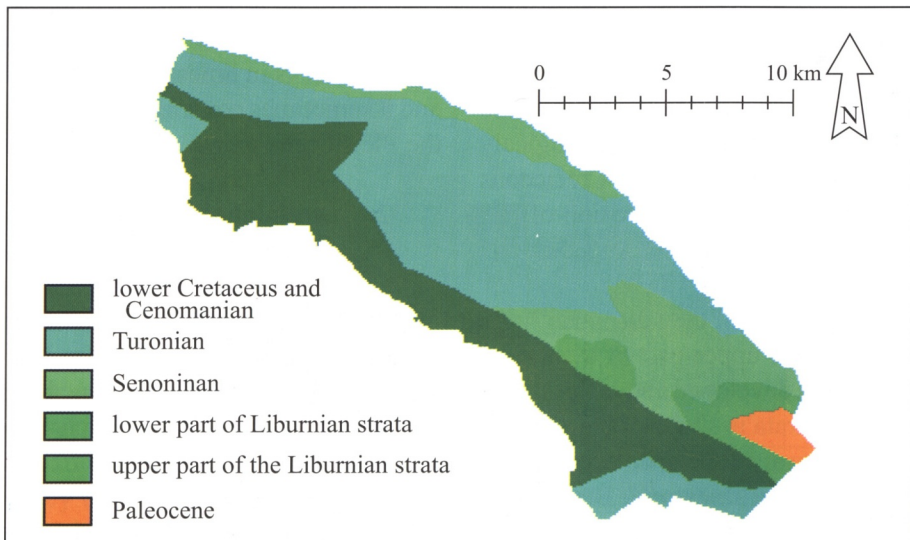 0 5 10 km
N
lower Cretaceus and
Cenomanian
Turonian
Senoninan
lower part of Liburnian strata
upper part of the Liburnian strata
Paleocene